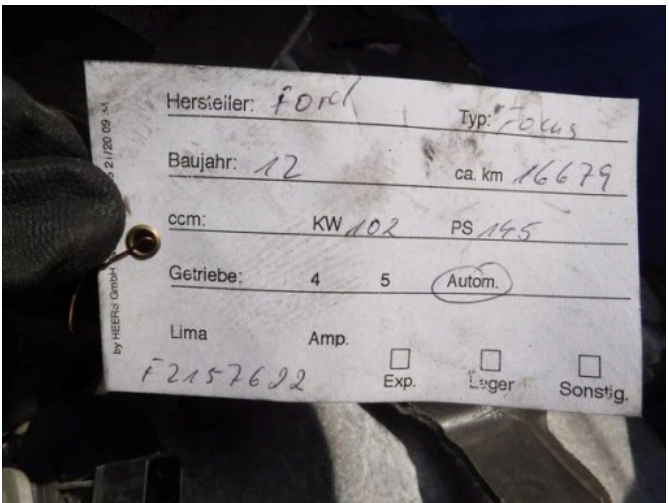 Hersteller: Ford Typ: Focus
Baujahr: 12 ca. km 16679
ccm: KW 102 PS 145
Getriebe: 4 5 Autom.
Lima Amp.
F2157622 Exp. Lager Sonstig.
by HEERS GmbH